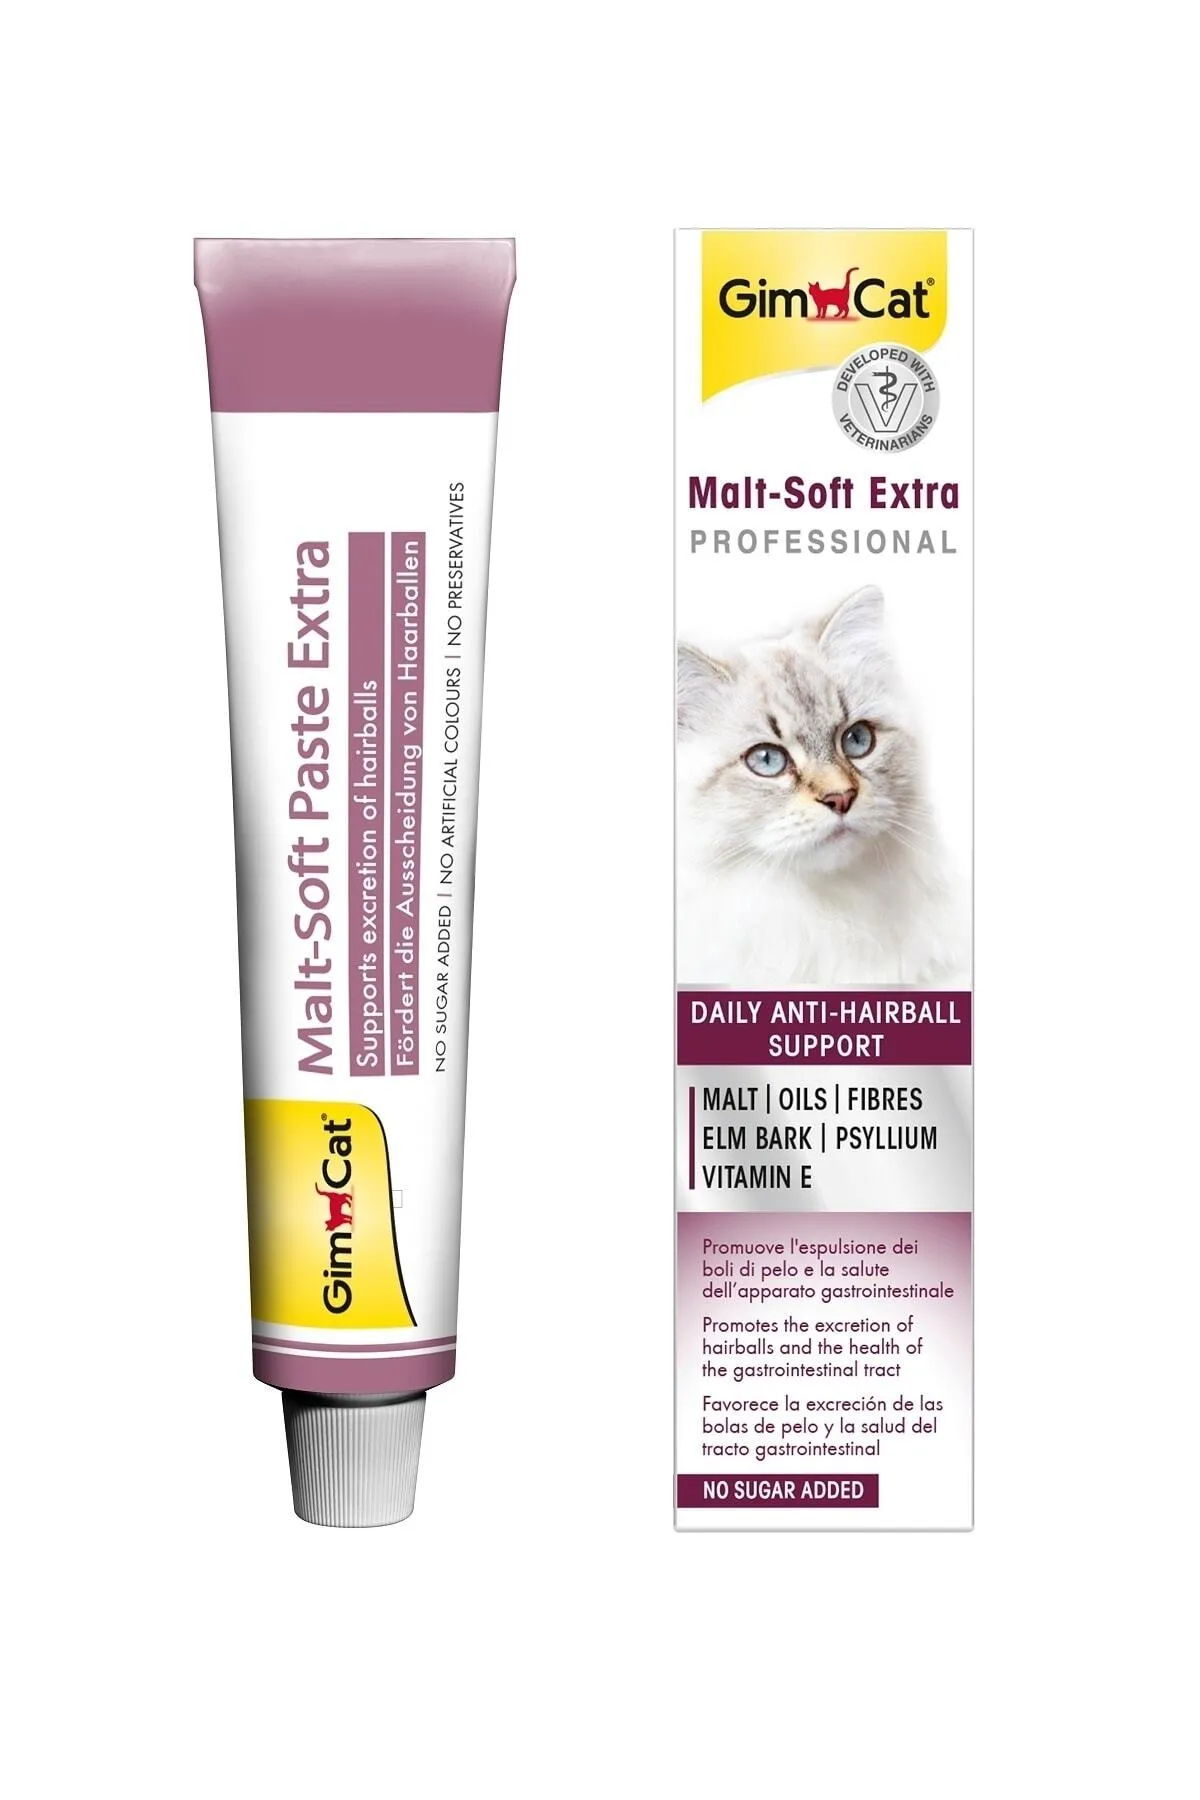 Malt-Soft Paste Extra
Supports excretion of hairballs
Fördert die Ausscheidung von Haarballen
NO SUGAR ADDED | NO ARTIFICIAL COLOURS | NO PRESERVATIVES
GimCat®
GimCat®
DEVELOPED WITH
VETERINARIANS
Malt-Soft Extra
PROFESSIONAL
DAILY ANTI-HAIRBALL
SUPPORT
MALT | OILS | FIBRES
ELM BARK | PSYLLIUM
VITAMIN E
Promuove l'espulsione dei
boli di pelo e la salute
dell'apparato gastrointestinale
Promotes the excretion of
hairballs and the health of
the gastrointestinal tract
Favorece la excreción de las
bolas de pelo y la salud del
tracto gastrointestinal
NO SUGAR ADDED